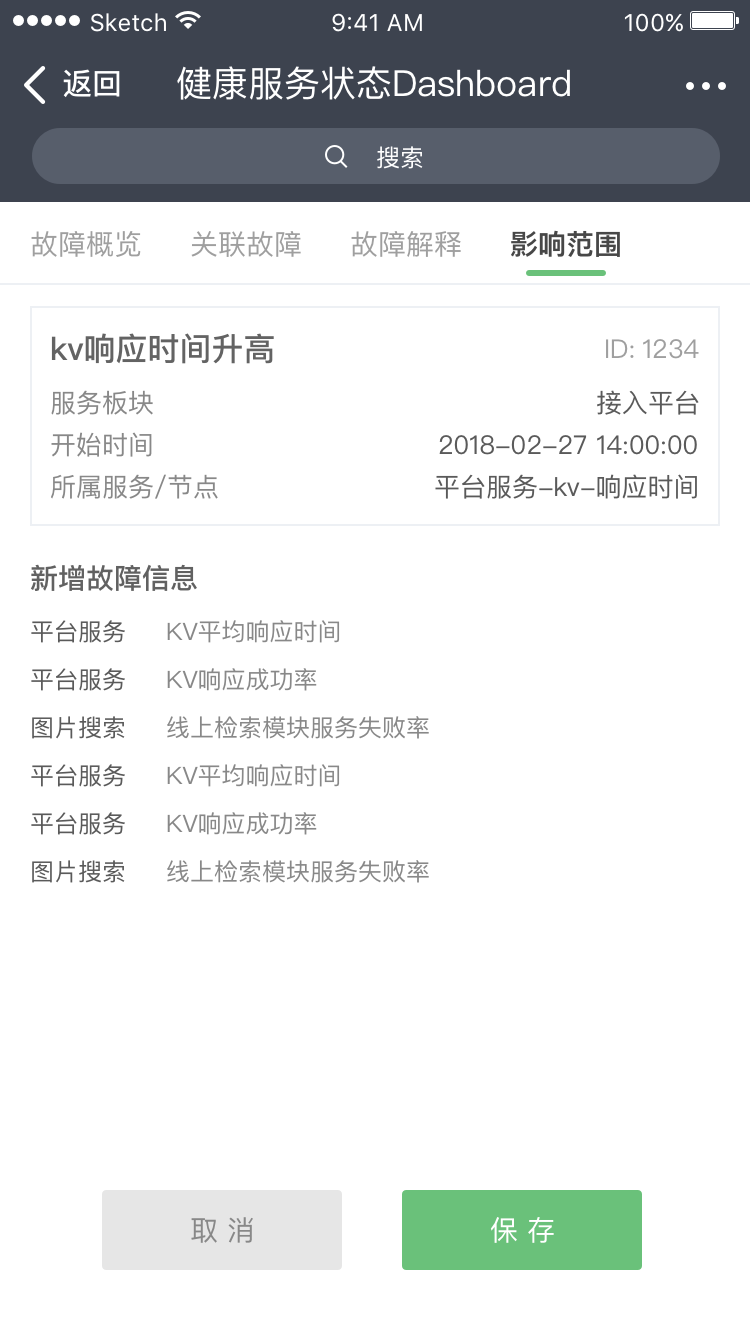 Sketch 9:41 AM 100%
返回 健康服务状态Dashboard
搜索
故障概览 关联故障 故障解释 影响范围
kv响应时间升高 ID: 1234
服务板块 接入平台
开始时间 2018-02-27 14:00:00
所属服务/节点 平台服务-kv-响应时间
新增故障信息
平台服务 KV平均响应时间
平台服务 KV响应成功率
图片搜索 线上检索模块服务失败率
平台服务 KV平均响应时间
平台服务 KV响应成功率
图片搜索 线上检索模块服务失败率
取 消 保 存